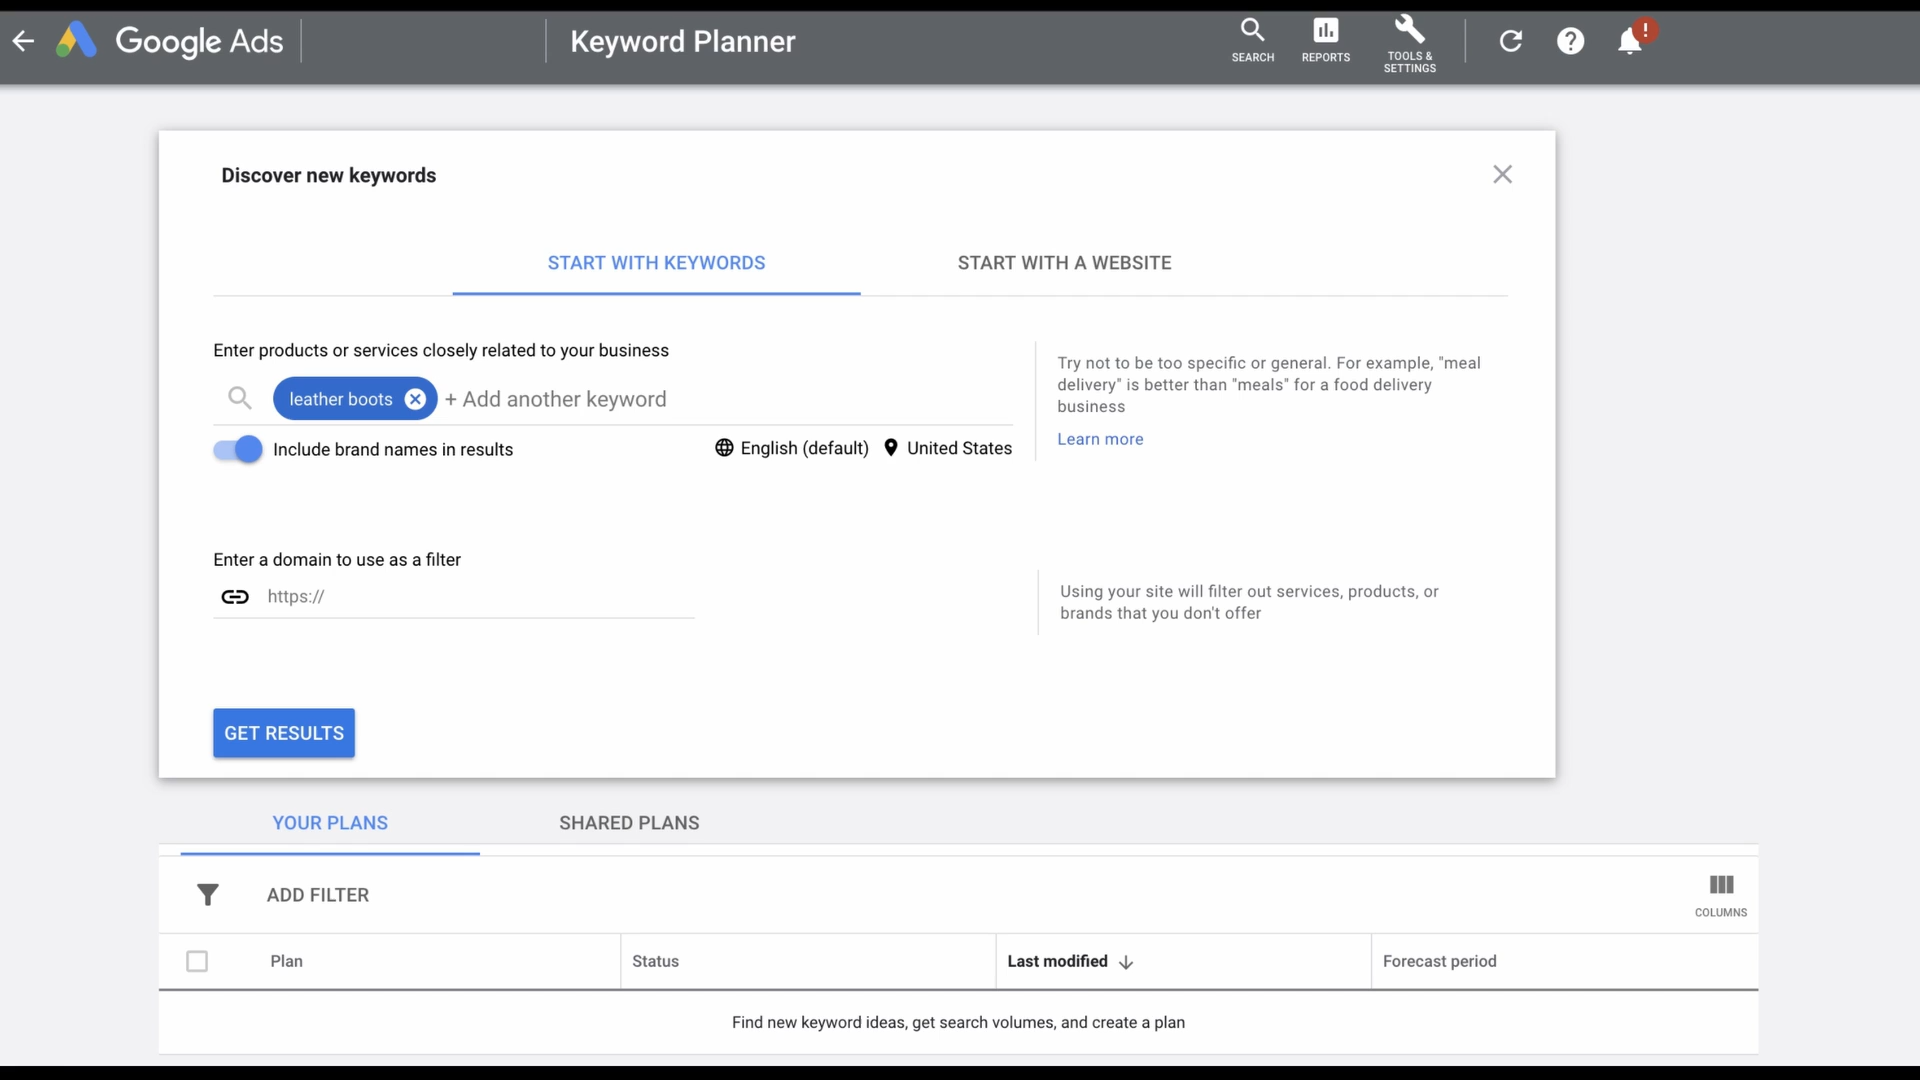 Google Ads
Keyword Planner
SEARCH
REPORTS
TOOLS &
SETTINGS
!
Discover new keywords
START WITH KEYWORDS
START WITH A WEBSITE
Enter products or services closely related to your business
leather boots
+ Add another keyword
Include brand names in results
English (default)
United States
Try not to be too specific or general. For example, "meal
delivery" is better than "meals" for a food delivery
business
Learn more
Enter a domain to use as a filter
https://
Using your site will filter out services, products, or
brands that you don't offer
GET RESULTS
YOUR PLANS
SHARED PLANS
ADD FILTER
COLUMNS
Plan
Status
Last modified
Forecast period
Find new keyword ideas, get search volumes, and create a plan